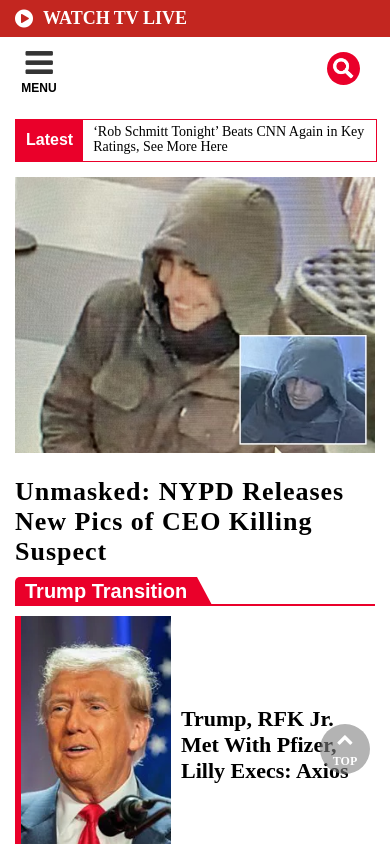 WATCH TV LIVE
MENU
Latest
‘Rob Schmitt Tonight’ Beats CNN Again in Key
Ratings, See More Here
Unmasked: NYPD Releases
New Pics of CEO Killing
Suspect
Trump Transition
Trump, RFK Jr.
Met With Pfizer,
Lilly Execs: Axios
TOP